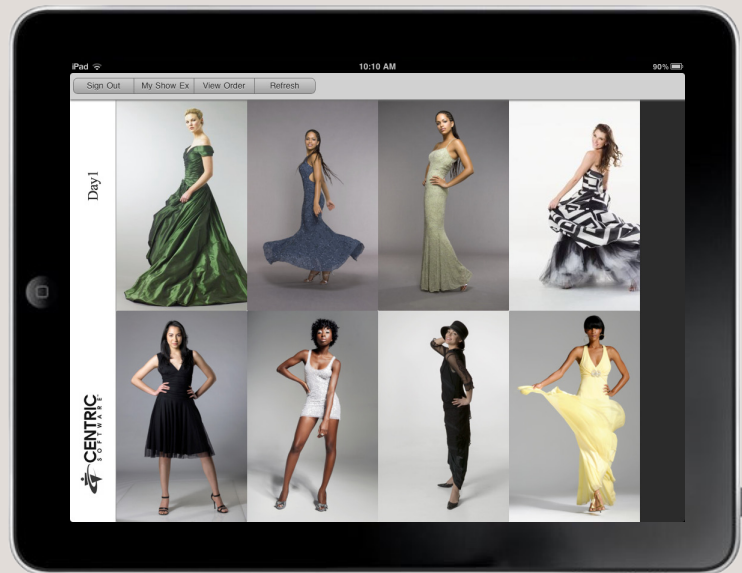 iPad 10:10 AM 90%
Sign Out My Show Ex View Order Refresh
Day1
CENTRIC
SOFTWARE